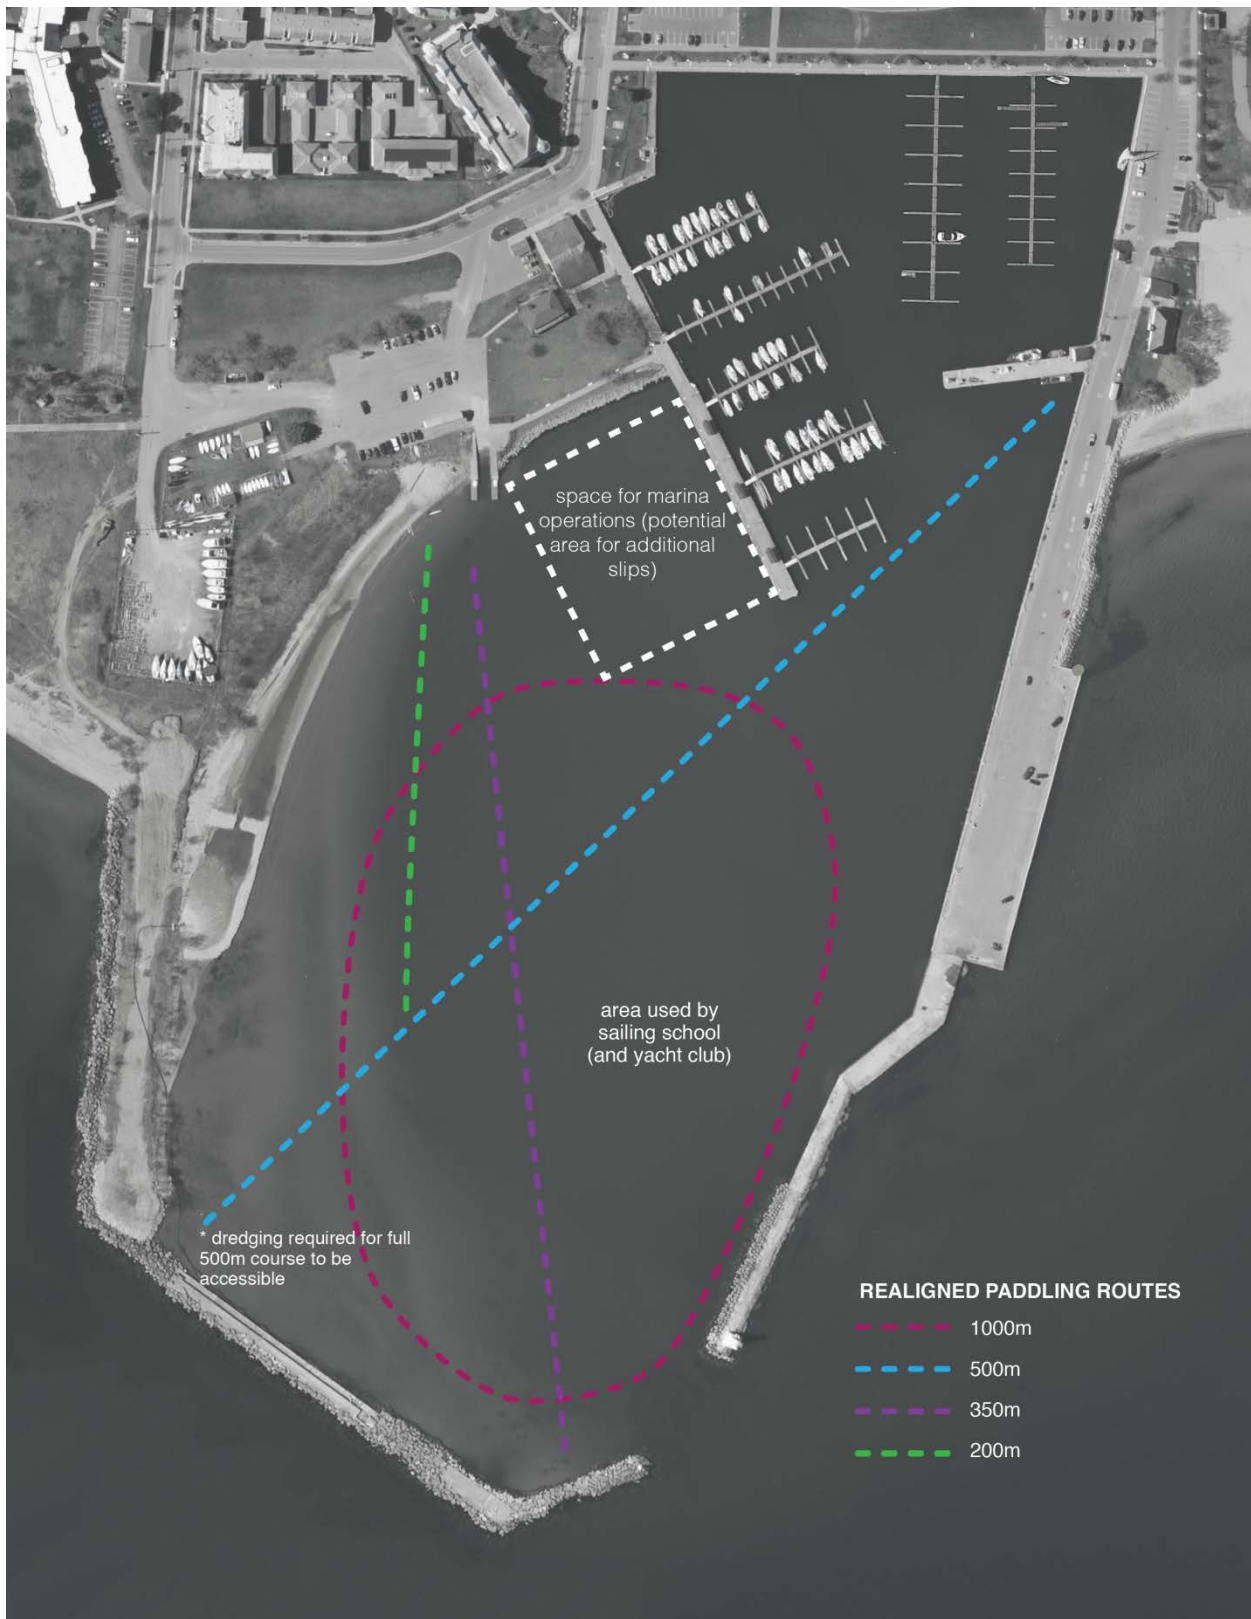 space for marina
operations (potential
area for additional
slips)
area used by
sailing school
(and yacht club)
* dredging required for full
500m course to be
accessible
REALIGNED PADDLING ROUTES
1000m
500m
350m
200m